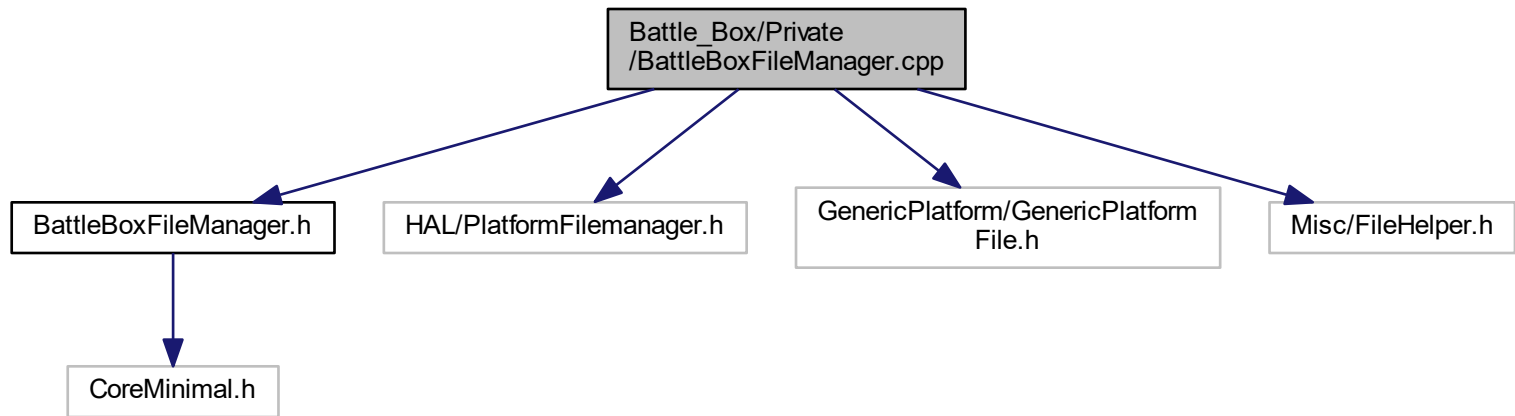 Battle_Box/Private
/BattleBoxFileManager.cpp
BattleBoxFileManager.h
HAL/PlatformFilemanager.h
GenericPlatform/GenericPlatform
File.h
Misc/FileHelper.h
CoreMinimal.h